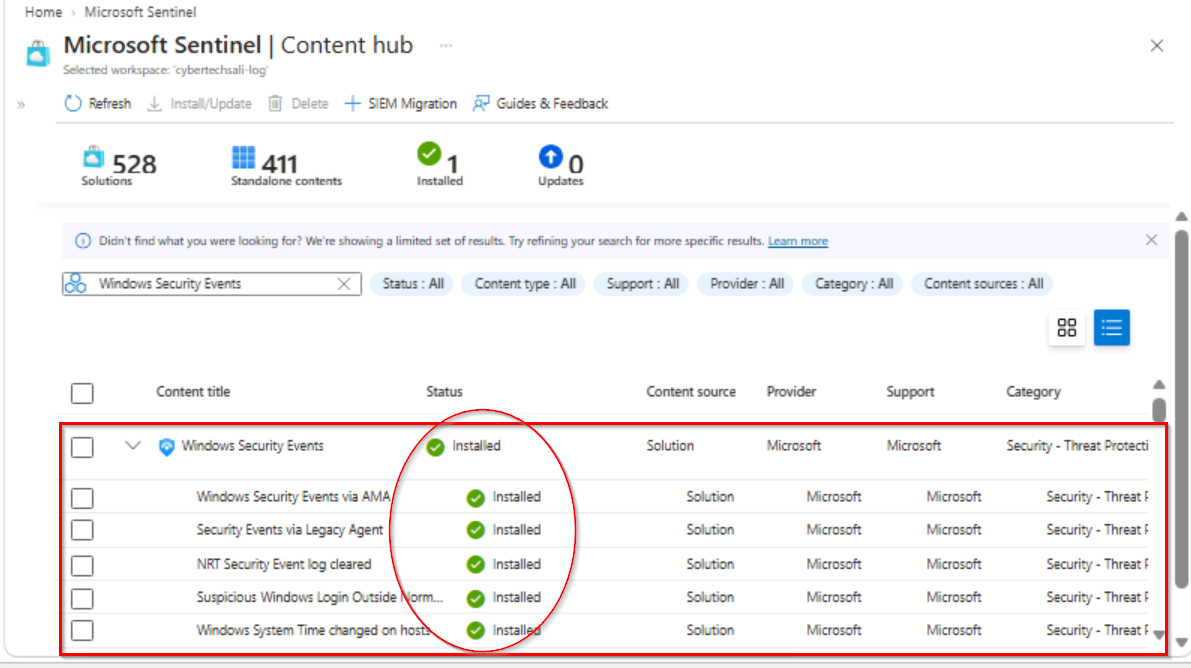 Home > Microsoft Sentinel
Microsoft Sentinel | Content hub ...
Selected workspace: 'cybertechsali-log'
» Refresh Install/Update Delete SIEM Migration Guides & Feedback
528 411 1 0
Solutions Standalone contents Installed Updates
Didn't find what you were looking for? We're showing a limited set of results. Try refining your search for more specific results. Learn more
Windows Security Events Status : All Content type : All Support : All Provider : All Category : All Content sources : All
Content title Status Content source Provider Support Category
Windows Security Events Installed Solution Microsoft Microsoft Security - Threat Protecti
Windows Security Events via AMA Installed Solution Microsoft Microsoft Security - Threat P
Security Events via Legacy Agent Installed Solution Microsoft Microsoft Security - Threat P
NRT Security Event log cleared Installed Solution Microsoft Microsoft Security - Threat P
Suspicious Windows Login Outside Norm... Installed Solution Microsoft Microsoft Security - Threat P
Windows System Time changed on hosts Installed Solution Microsoft Microsoft Security - Threat P